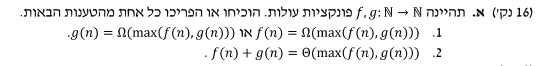 (16 נק') א. תהיינה f, g: ℕ → ℕ פונקציות עולות. הוכיחו או הפריכו כל אחת מהטענות הבאות.
1. f(n) = Ω(max(f(n), g(n))) או g(n) = Ω(max(f(n), g(n))).
2. f(n) + g(n) = Θ(max(f(n), g(n))).